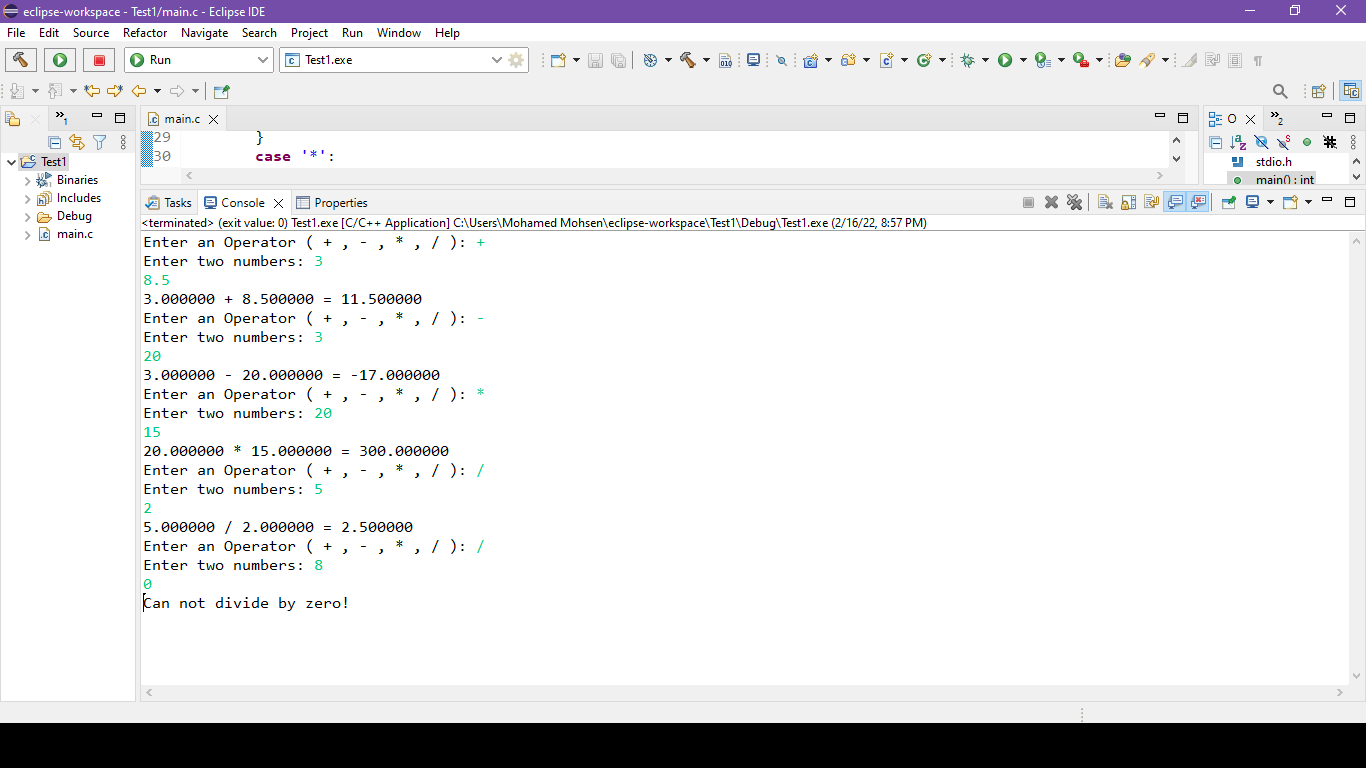 eclipse-workspace - Test1/main.c - Eclipse IDE
File Edit Source Refactor Navigate Search Project Run Window Help
Run Test1.exe
main.c
O
Test1
Binaries
Includes
Debug
main.c
29 }
30 case '*':
stdio.h
main() : int
Tasks Console Properties
<terminated> (exit value: 0) Test1.exe [C/C++ Application] C:\Users\Mohamed Mohsen\eclipse-workspace\Test1\Debug\Test1.exe (2/16/22, 8:57 PM)
Enter an Operator ( + , - , * , / ): +
Enter two numbers: 3
8.5
3.000000 + 8.500000 = 11.500000
Enter an Operator ( + , - , * , / ): -
Enter two numbers: 3
20
3.000000 - 20.000000 = -17.000000
Enter an Operator ( + , - , * , / ): *
Enter two numbers: 20
15
20.000000 * 15.000000 = 300.000000
Enter an Operator ( + , - , * , / ): /
Enter two numbers: 5
2
5.000000 / 2.000000 = 2.500000
Enter an Operator ( + , - , * , / ): /
Enter two numbers: 8
0
Can not divide by zero!